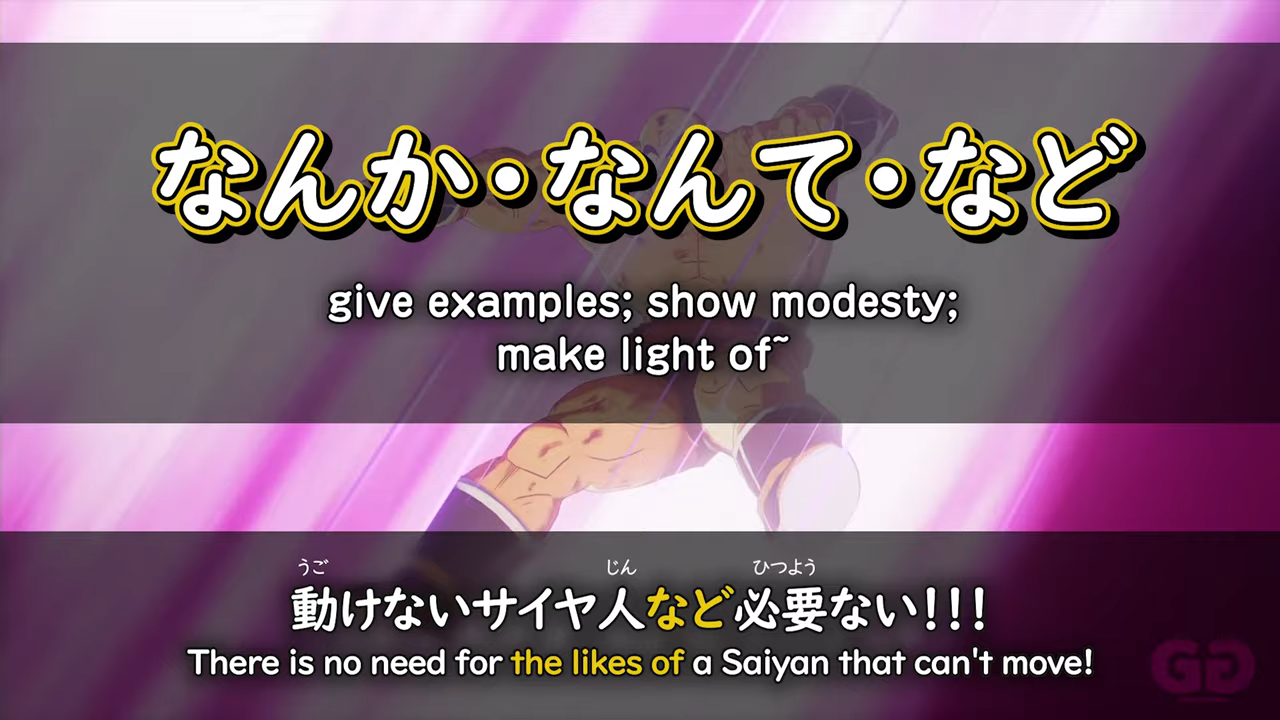 なんか・なんて・など
give examples; show modesty;
make light of~
うご じん ひつよう
動けないサイヤ人など必要ない!!!
There is no need for the likes of a Saiyan that can't move!
GG